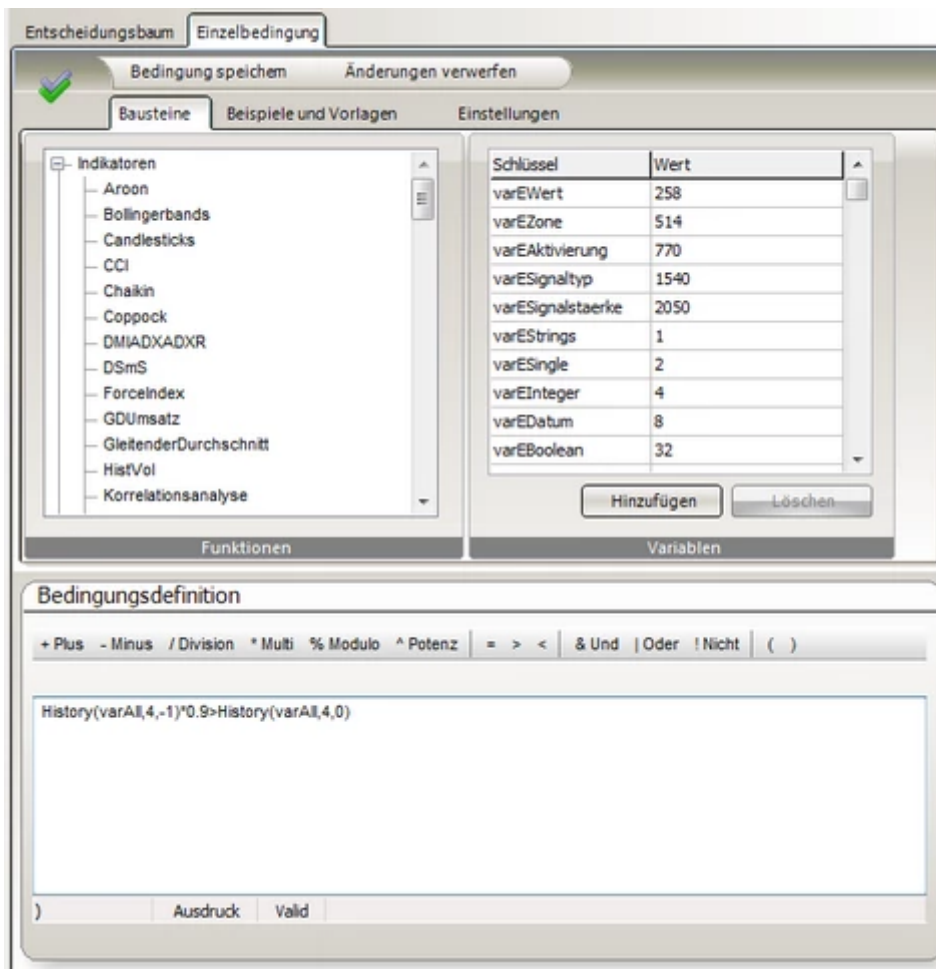 Entscheidungsbaum Einzelbedingung
Bedingung speichern Änderungen verwerfen
Bausteine Beispiele und Vorlagen Einstellungen
Indikatoren
Aroon
Bollingerbands
Candlesticks
CCI
Chaikin
Coppock
DMIADXADXR
DSmS
ForceIndex
GDUmsatz
GleitenderDurchschnitt
HistVol
Korrelationsanalyse
Funktionen
Schlüssel Wert
varEWert 258
varEZone 514
varEAktivierung 770
varESignaltyp 1540
varESignalstaerke 2050
varEStrings 1
varESingle 2
varEInteger 4
varEDatum 8
varEBoolean 32
Hinzufügen Löschen
Variablen
Bedingungsdefinition
+ Plus - Minus / Division * Multi % Modulo ^ Potenz = > < & Und | Oder ! Nicht ( )
History(varAll,4,-1)*0.9>History(varAll,4,0)
) Ausdruck Valid